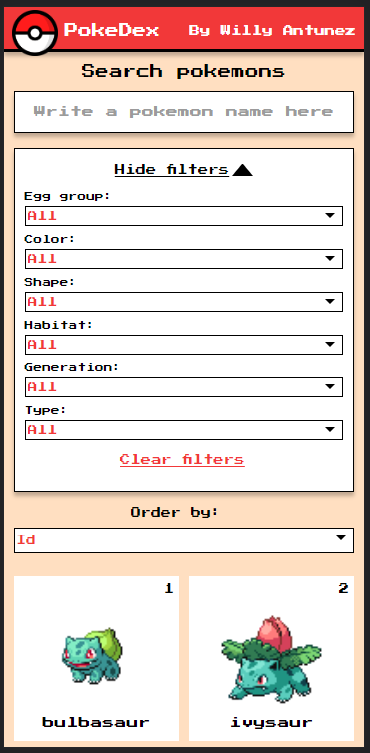 PokeDex By Willy Antunez
Search pokemons
Write a pokemon name here
Hide filters
Egg group:
All
Color:
All
Shape:
All
Habitat:
All
Generation:
All
Type:
All
Clear filters
Order by:
Id
1 2
bulbasaur ivysaur